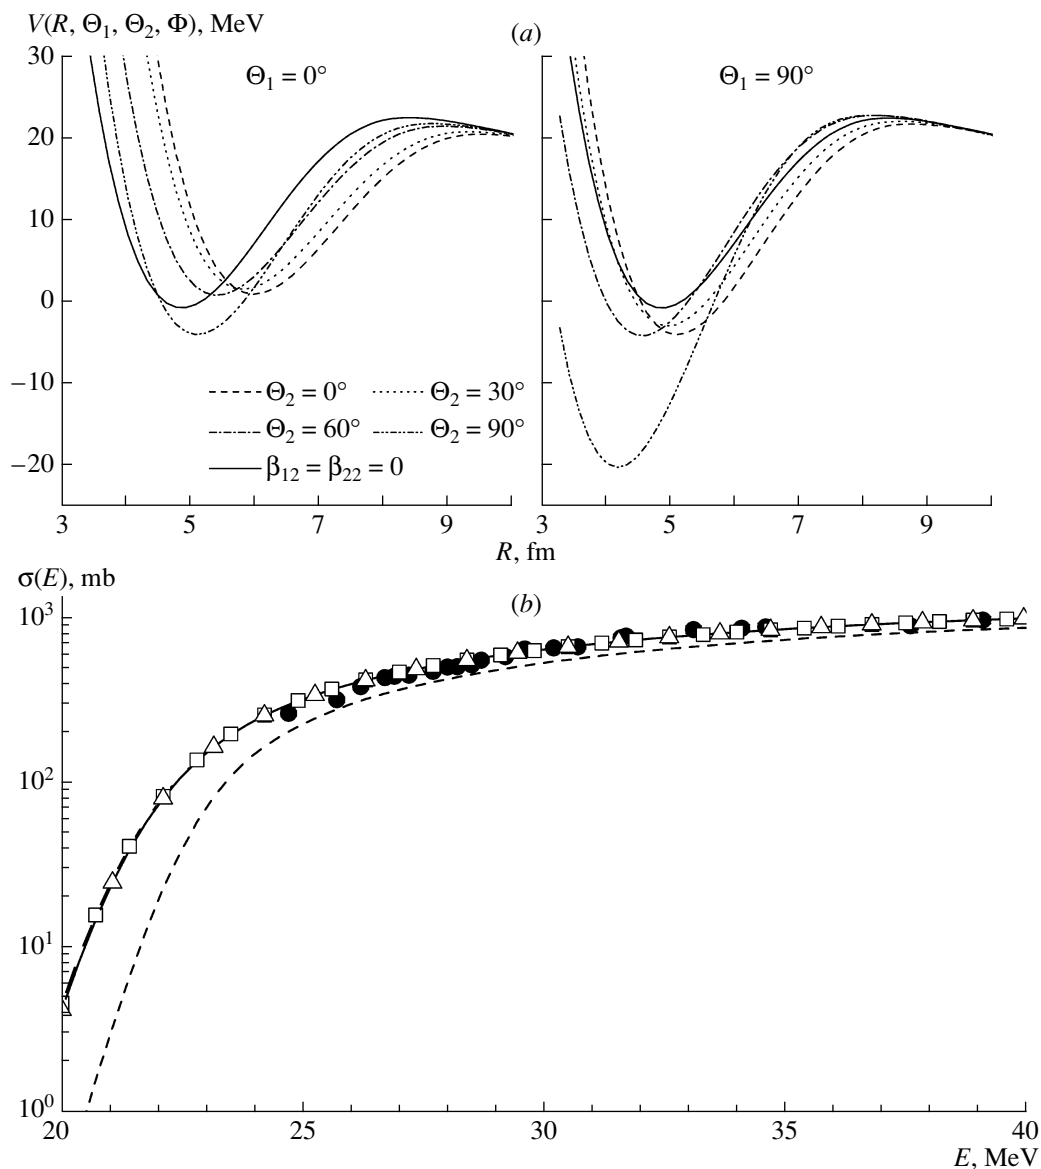 V(R, Θ₁, Θ₂, Φ), MeV
(a)
30
20
10
0
−10
−20
Θ₁ = 0°
Θ₁ = 90°
Θ₂ = 0°
Θ₂ = 30°
Θ₂ = 60°
Θ₂ = 90°
β₁₂ = β₂₂ = 0
3 5 7 9
3 5 7 9
R, fm
σ(E), mb
(b)
10³
10²
10¹
10⁰
20 25 30 35 40
E, MeV